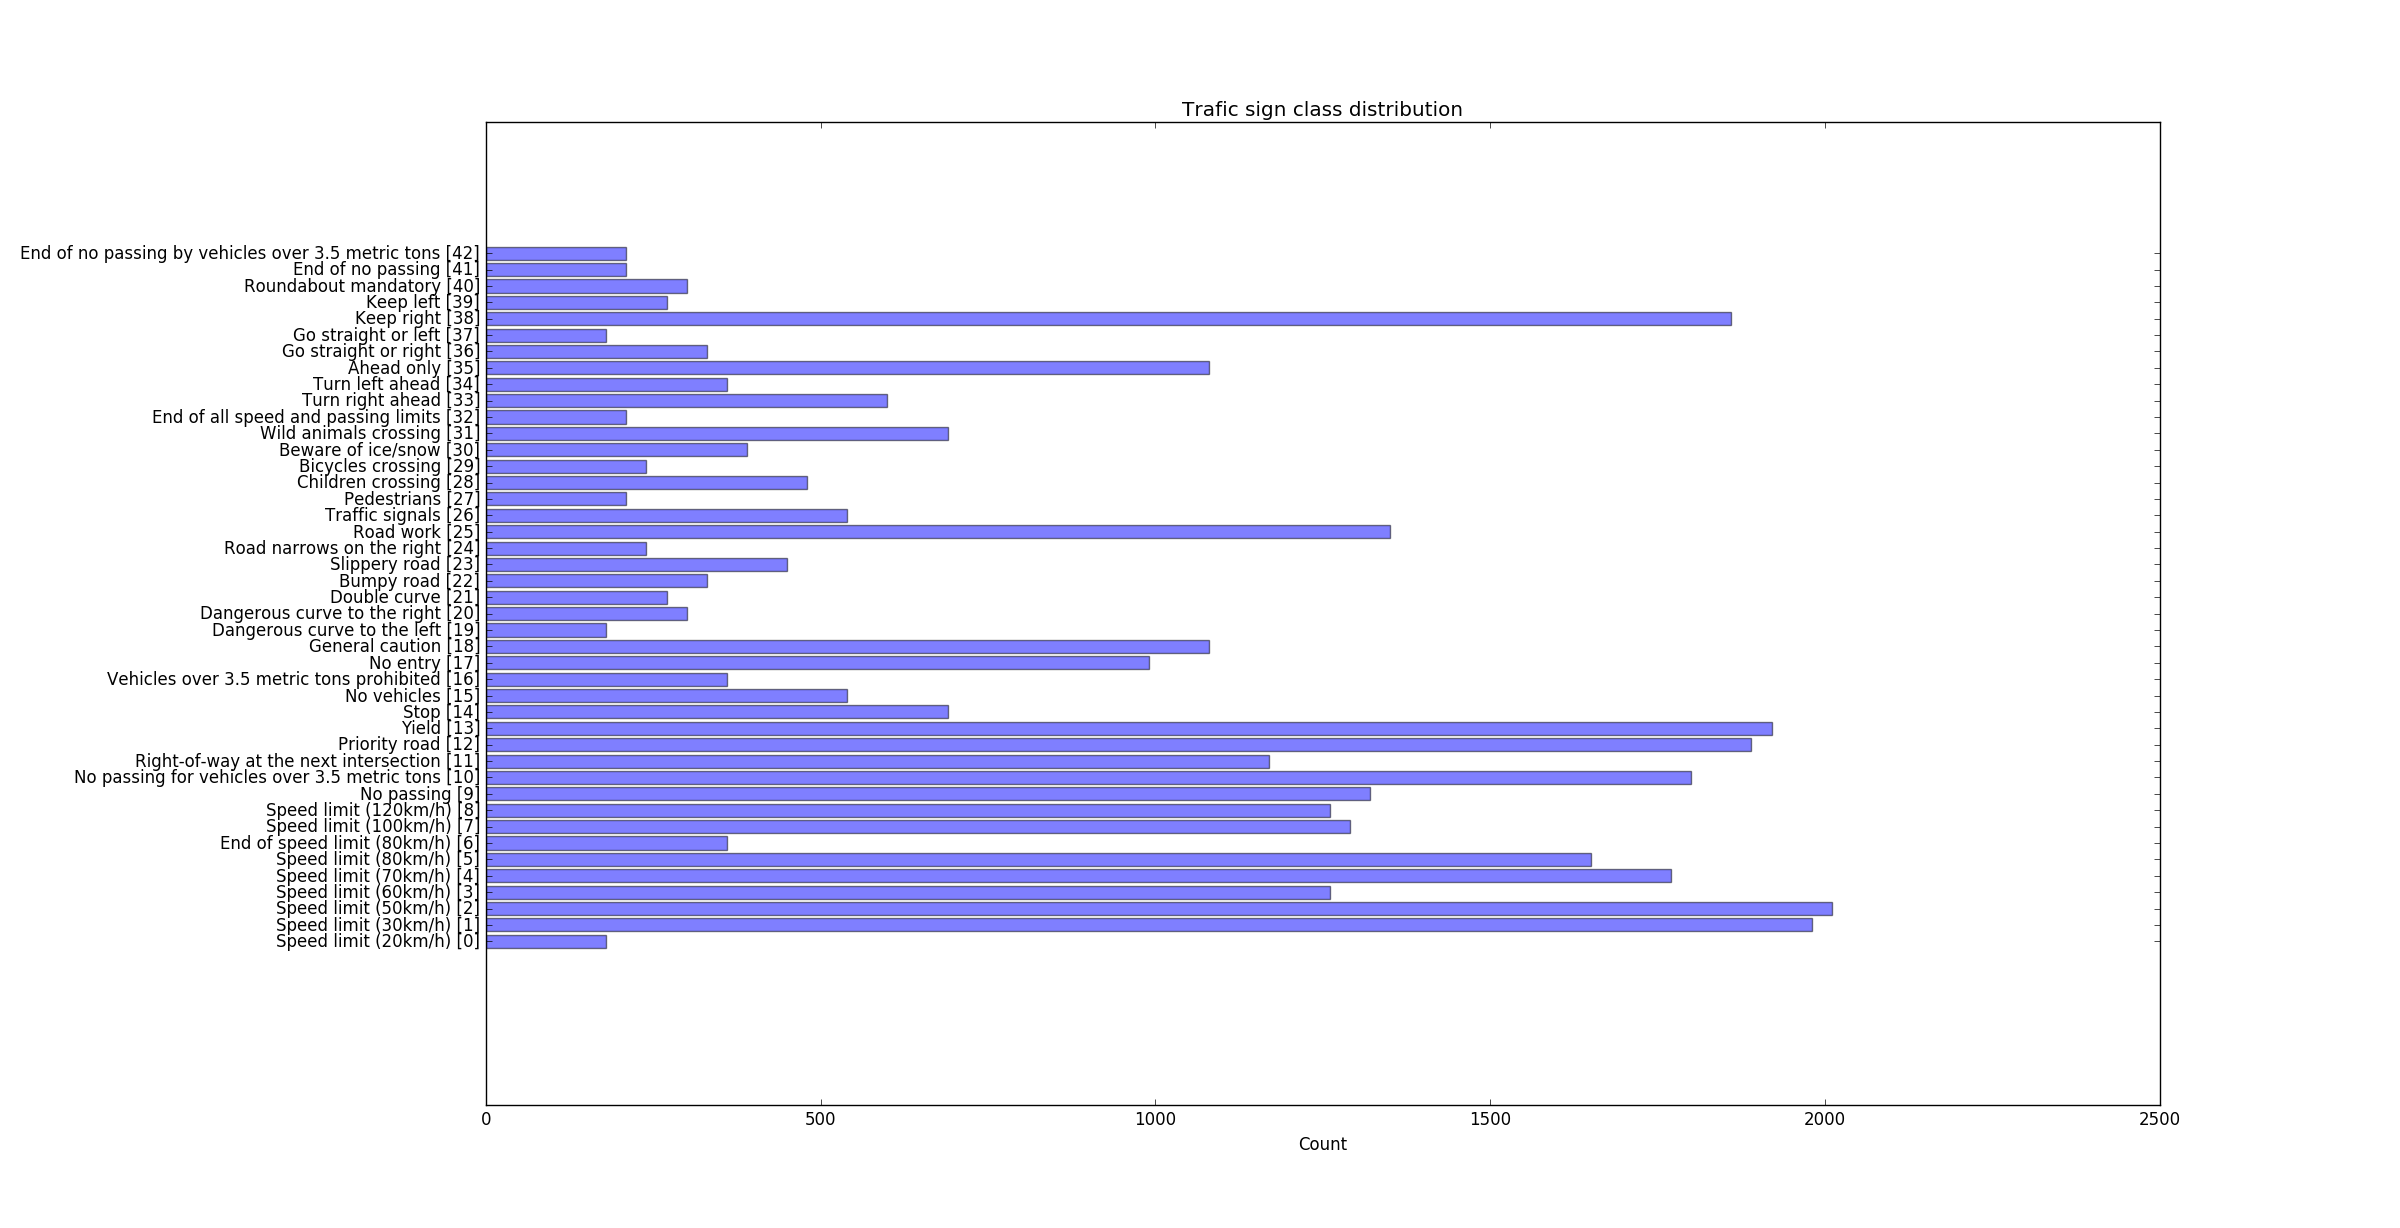 Trafic sign class distribution
End of no passing by vehicles over 3.5 metric tons [42]
End of no passing [41]
Roundabout mandatory [40]
Keep left [39]
Keep right [38]
Go straight or left [37]
Go straight or right [36]
Ahead only [35]
Turn left ahead [34]
Turn right ahead [33]
End of all speed and passing limits [32]
Wild animals crossing [31]
Beware of ice/snow [30]
Bicycles crossing [29]
Children crossing [28]
Pedestrians [27]
Traffic signals [26]
Road work [25]
Road narrows on the right [24]
Slippery road [23]
Bumpy road [22]
Double curve [21]
Dangerous curve to the right [20]
Dangerous curve to the left [19]
General caution [18]
No entry [17]
Vehicles over 3.5 metric tons prohibited [16]
No vehicles [15]
Stop [14]
Yield [13]
Priority road [12]
Right-of-way at the next intersection [11]
No passing for vehicles over 3.5 metric tons [10]
No passing [9]
Speed limit (120km/h) [8]
Speed limit (100km/h) [7]
End of speed limit (80km/h) [6]
Speed limit (80km/h) [5]
Speed limit (70km/h) [4]
Speed limit (60km/h) [3]
Speed limit (50km/h) [2]
Speed limit (30km/h) [1]
Speed limit (20km/h) [0]
0 500 1000 1500 2000 2500
Count